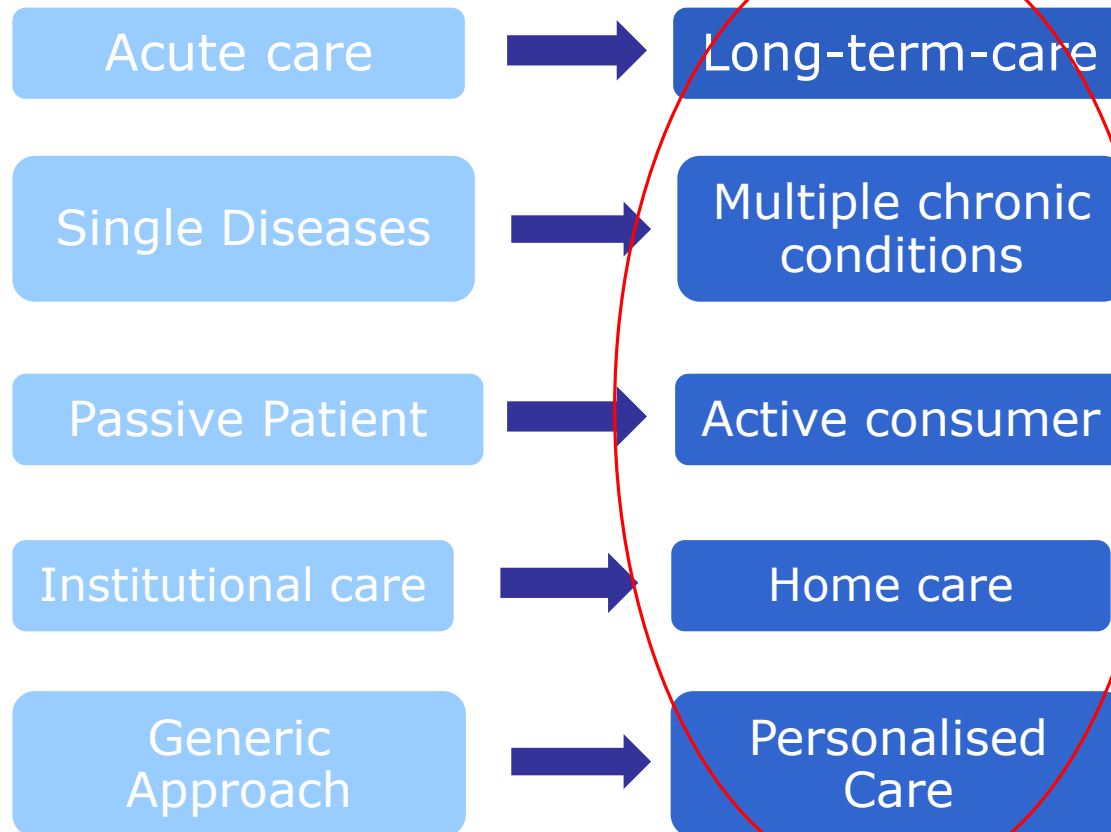 Acute care
Long-term-care
Single Diseases
Multiple chronic
conditions
Passive Patient
Active consumer
Institutional care
Home care
Generic
Approach
Personalised
Care